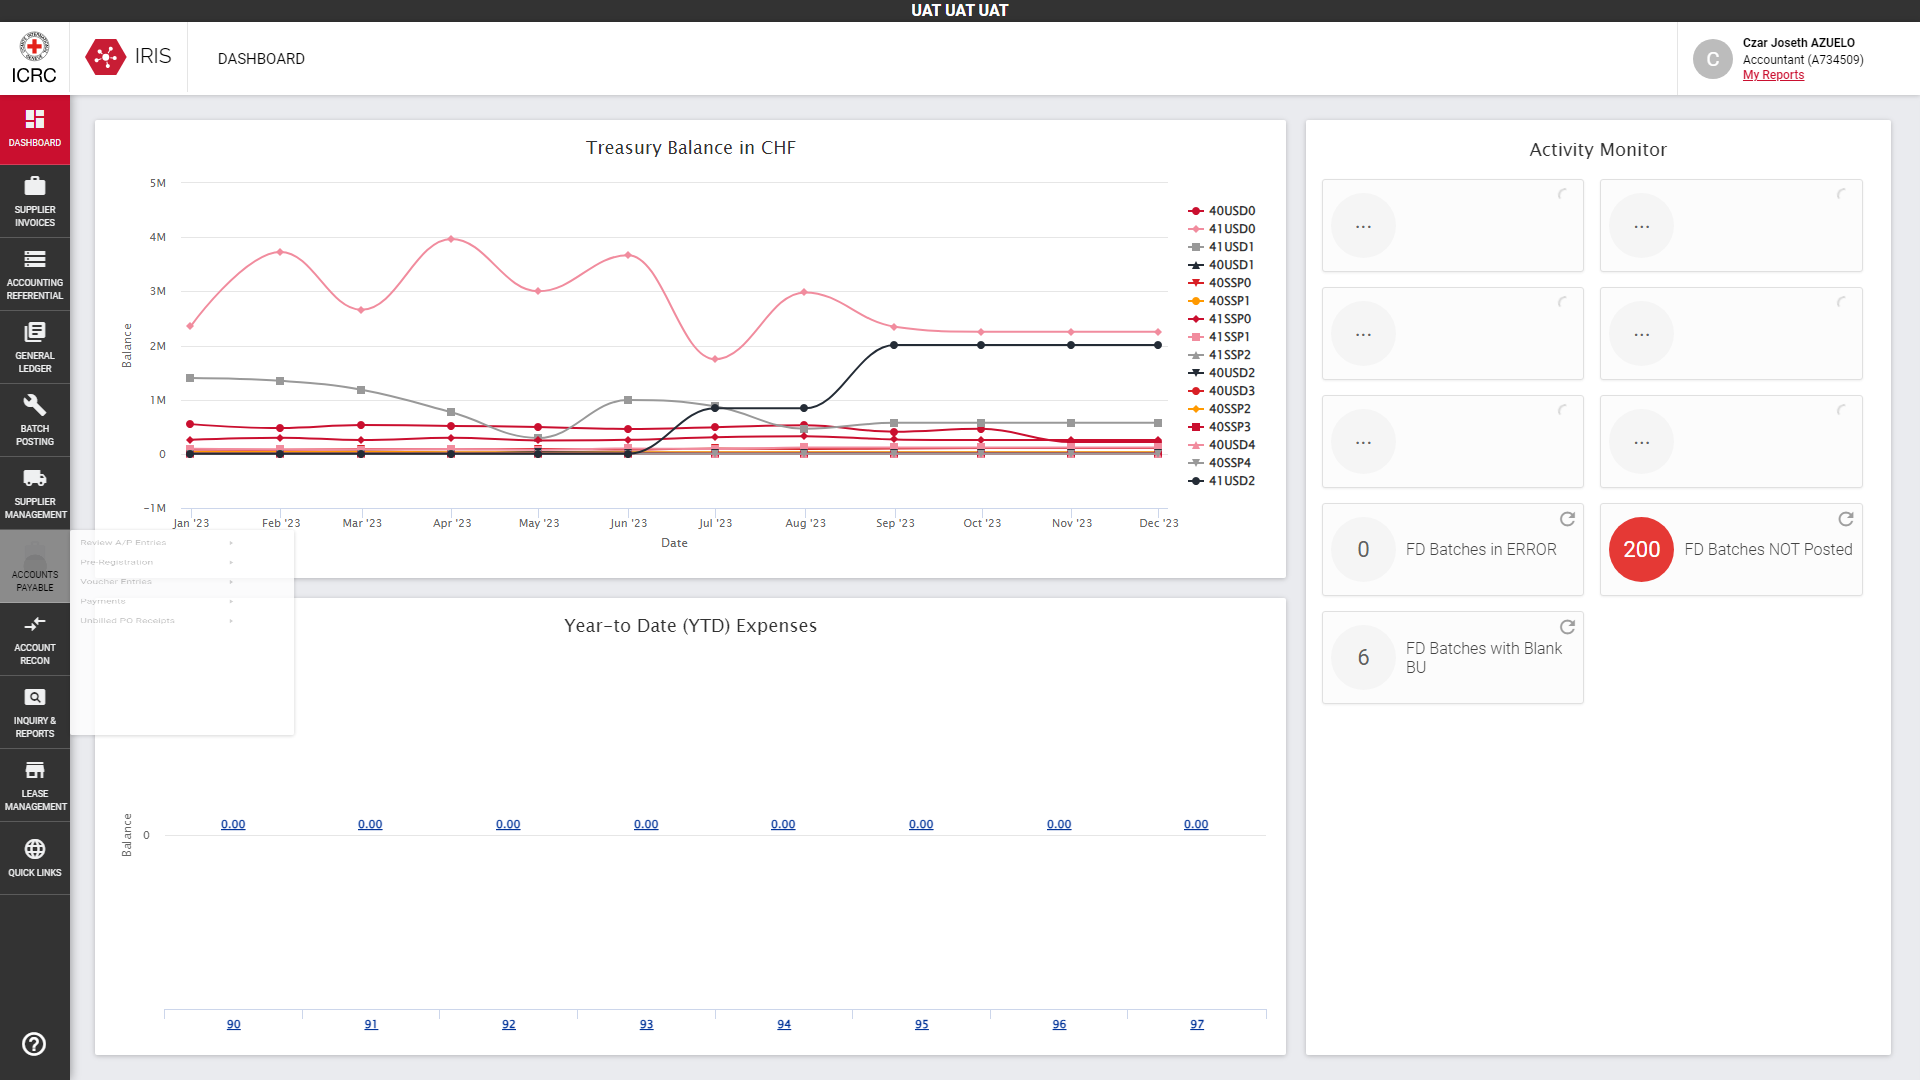 UAT UAT UAT
ICRC
IRIS
DASHBOARD
C
Czar Joseth AZUELO
Accountant (A734509)
My Reports
DASHBOARD
SUPPLIER
INVOICES
ACCOUNTING
REFERENTIAL
GENERAL
LEDGER
BATCH
POSTING
SUPPLIER
MANAGEMENT
ACCOUNTS
PAYABLE
ACCOUNT
RECON
INQUIRY &
REPORTS
LEASE
MANAGEMENT
QUICK LINKS
Review A/P Entries
Pre-Registration
Voucher Entries
Payments
Unbilled PO Receipts
Treasury Balance in CHF
Balance
5M
4M
3M
2M
1M
0
-1M
Jan '23 Feb '23 Mar '23 Apr '23 May '23 Jun '23 Jul '23 Aug '23 Sep '23 Oct '23 Nov '23 Dec '23
Date
40USD0
41USD0
41USD1
40USD1
40SSP0
40SSP1
41SSP0
41SSP1
41SSP2
40USD2
40USD3
40SSP2
40SSP3
40USD4
40SSP4
41USD2
Year-to Date (YTD) Expenses
Balance
0
0.00 0.00 0.00 0.00 0.00 0.00 0.00 0.00
90 91 92 93 94 95 96 97
Activity Monitor
... ...
... ...
... ...
0 FD Batches in ERROR
200 FD Batches NOT Posted
6 FD Batches with Blank
BU